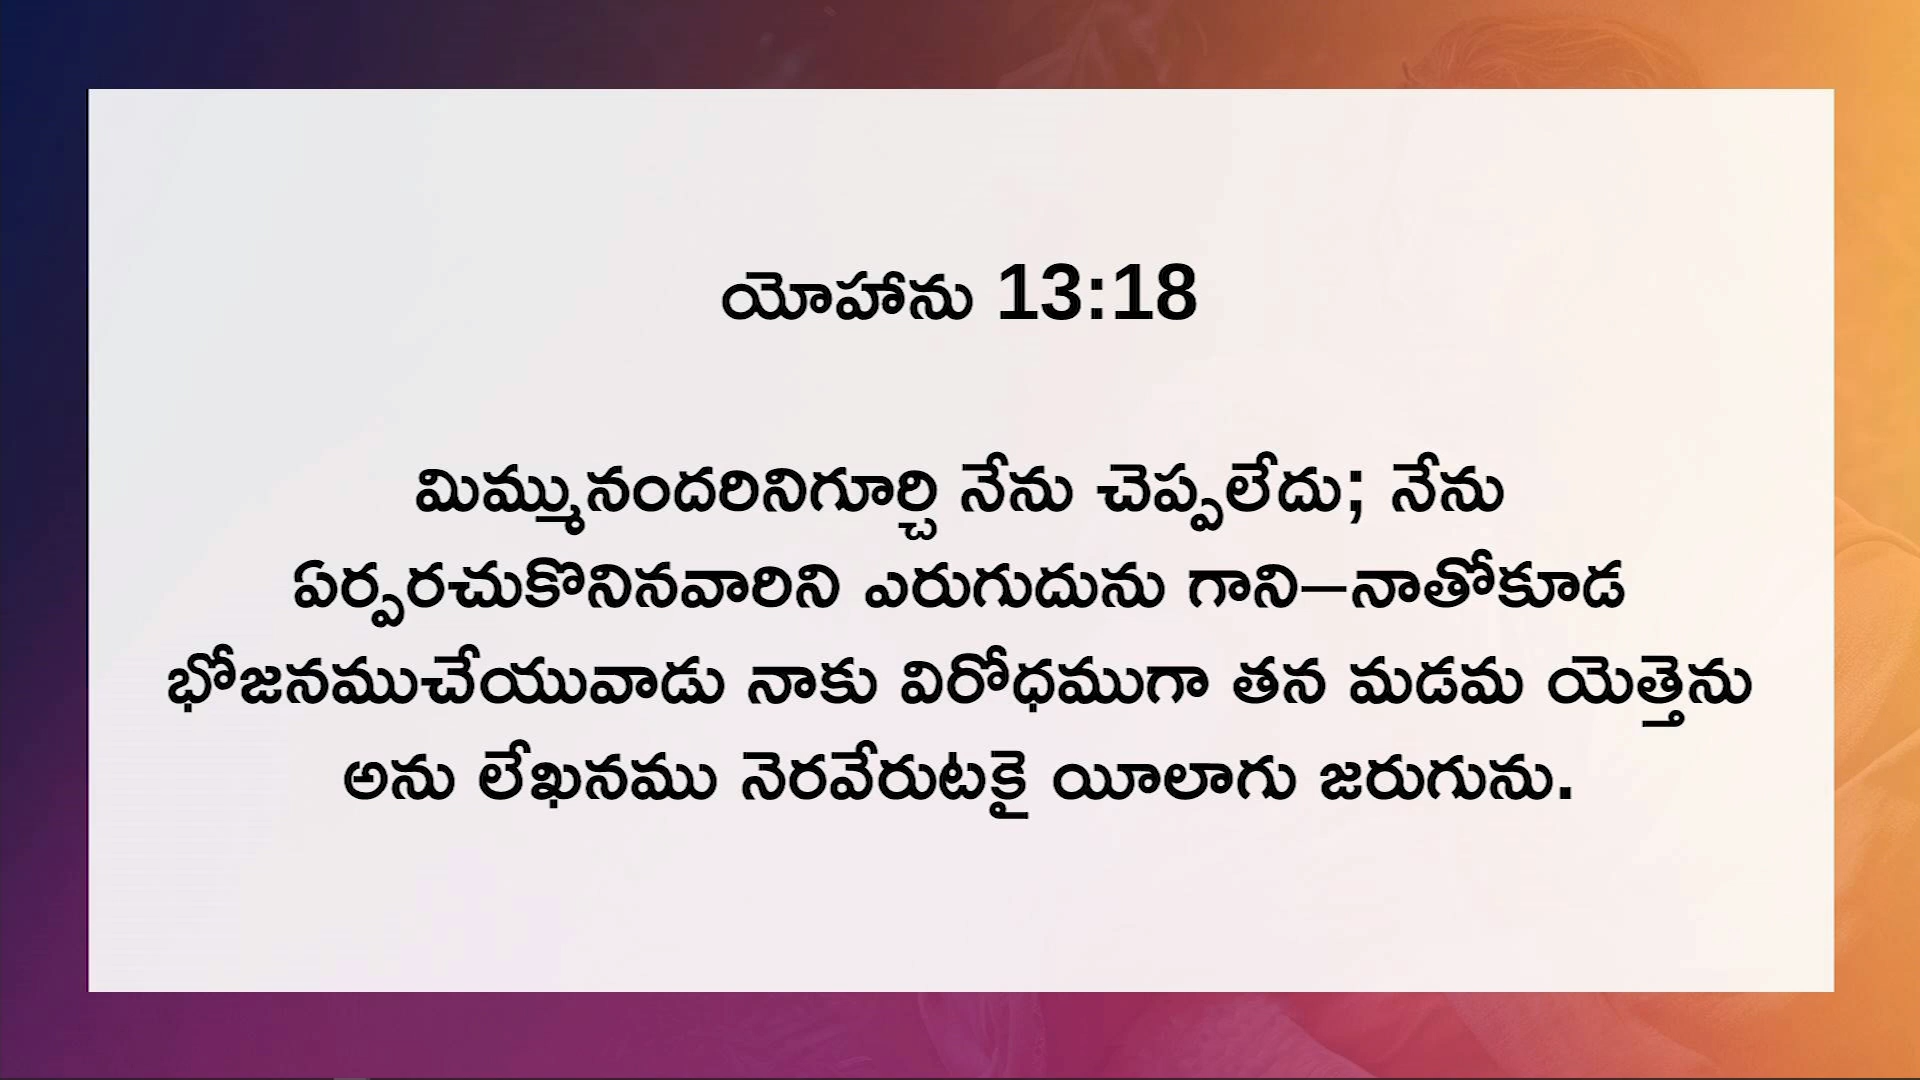 యోహాను 13:18
మిమ్మునందరినిగూర్చి నేను చెప్పలేదు; నేను
ఏర్పరచుకొనినవారిని ఎరుగుదును గాని–నాతోకూడ
భోజనముచేయువాడు నాకు విరోధముగా తన మడమ యెత్తెను
అను లేఖనము నెరవేరుటకై యీలాగు జరుగును.